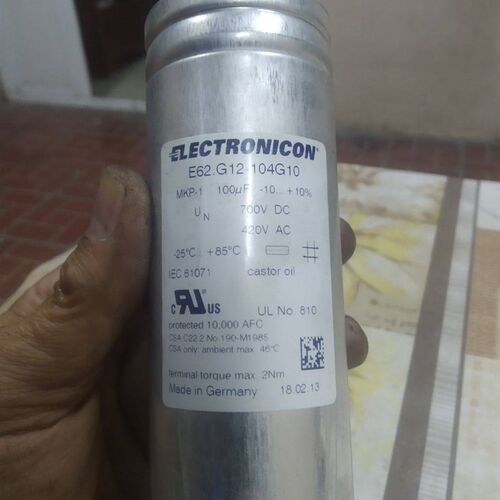 ELECTRONICON
E62.G12-104G10
MKP-1 100µF -10...+10%
UN 700V DC
420V AC
-25°C +85°C
IEC 61071 castor oil
c RU us UL No. 810
protected 10,000 AFC
CSA C22.2 No.190-M1985
CSA only: ambient max. 46°C
terminal torque max. 2Nm
Made in Germany 18.02.13